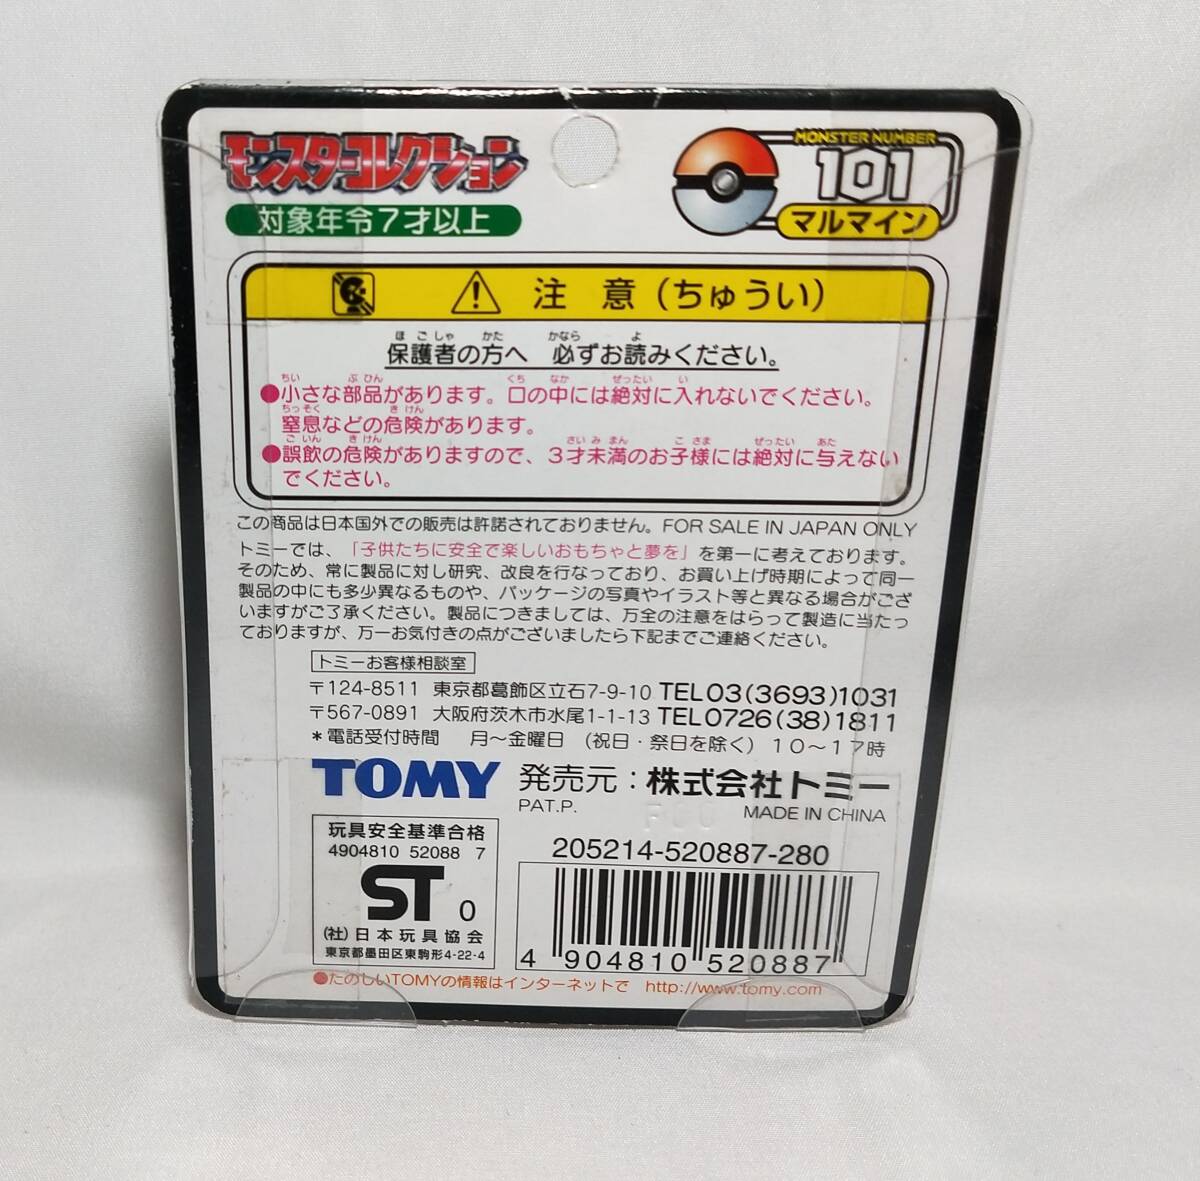 モンスターコレクション
対象年令7才以上
MONSTER NUMBER
101
マルマイン
注 意(ちゅうい)
ほ ご しゃ かた かなら よ
保護者の方へ 必ずお読みください。
ちい ぶ ひん くち なか ぜったい い
●小さな部品があります。口の中には絶対に入れないでください。
ちっそく き けん
窒息などの危険があります。
ご いん き けん さい み まん こ さま ぜったい あた
●誤飲の危険がありますので、3才未満のお子様には絶対に与えない
でください。
この商品は日本国外での販売は許諾されておりません。FOR SALE IN JAPAN ONLY
トミーでは、「子供たちに安全で楽しいおもちゃと夢を」を第一に考えております。
そのため、常に製品に対し研究、改良を行なっており、お買い上げ時期によって同一
製品の中にも多少異なるものや、パッケージの写真やイラスト等と異なる場合がござ
いますがご了承ください。製品につきましては、万全の注意をはらって製造に当たっ
ておりますが、万一お気付きの点がございましたら下記までご連絡ください。
トミーお客様相談室
〒124-8511 東京都葛飾区立石7-9-10 TEL03(3693)1031
〒567-0891 大阪府茨木市水尾1-1-13 TEL0726(38)1811
*電話受付時間 月~金曜日 (祝日・祭日を除く) 10~17時
TOMY 発売元:株式会社トミー
PAT.P. MADE IN CHINA
玩具安全基準合格
4904810 52088 7
ST 0
(社)日本玩具協会
東京都墨田区東駒形4-22-4
205214-520887-280
4 904810 520887
●たのしいTOMYの情報はインターネットで http://www.tomy.com